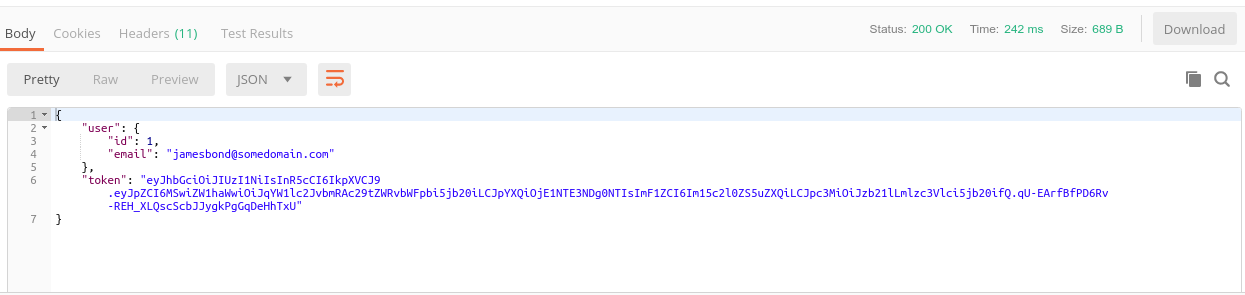 Body Cookies Headers (11) Test Results Status: 200 OK Time: 242 ms Size: 689 B Download
Pretty Raw Preview JSON
1 {
2 "user": {
3 "id": 1,
4 "email": "jamesbond@somedomain.com"
5 },
6 "token": "eyJhbGciOiJIUzI1NiIsInR5cCI6IkpXVCJ9
.eyJpZCI6MSwiZW1haWwiOiJqYW1lc2JvbmRAc29tZWRvbWFpbi5jb20iLCJpYXQiOjE1NTE3NDg0NTIsImF1ZCI6Im15c2l0ZS5uZXQiLCJpc3MiOiJzb21lLmlzc3Vlci5jb20ifQ.qU-EArfBfPD6Rv
-REH_XLQscScbJJygkPgGqDeHhTxU"
7 }